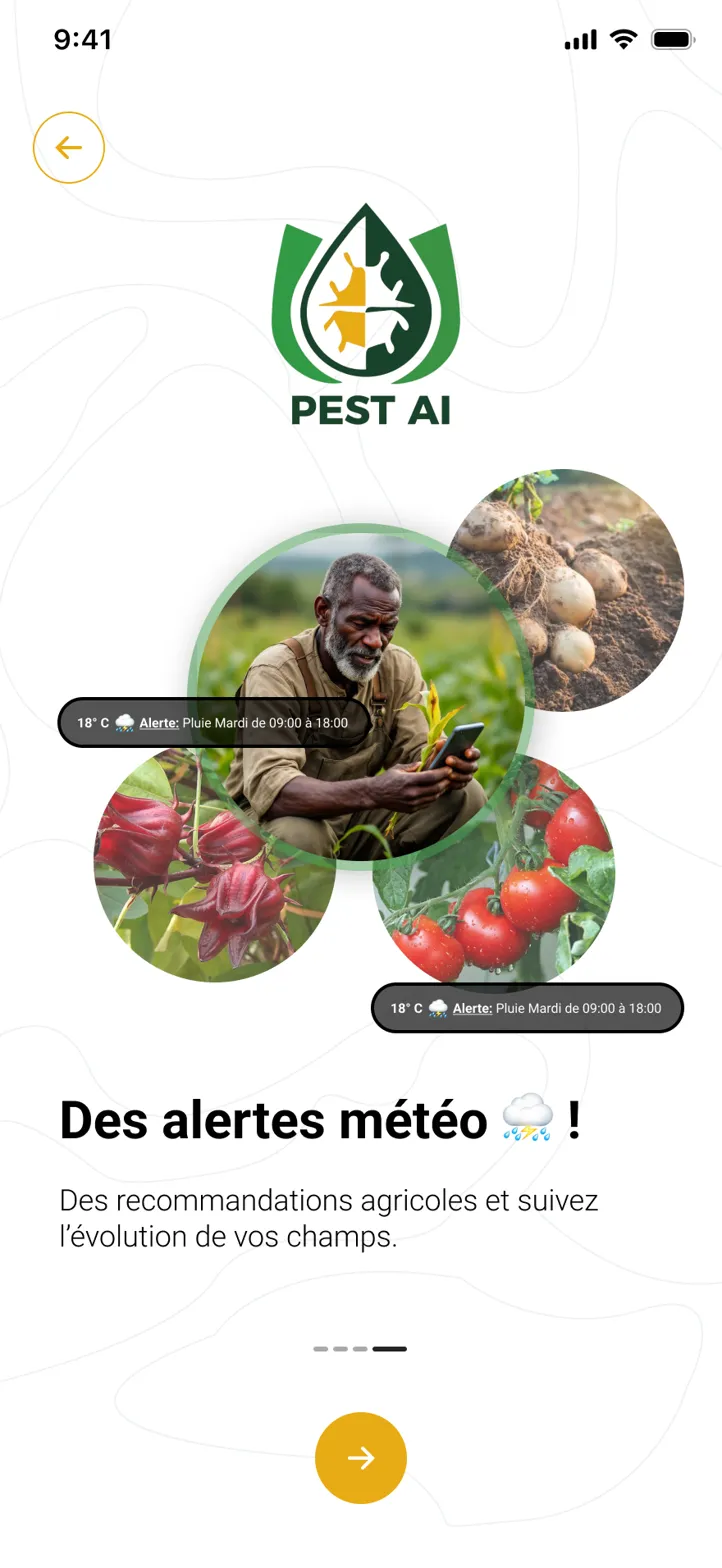 9:41
PEST AI
18° C 🌧️ Alerte: Pluie Mardi de 09:00 à 18:00
18° C 🌧️ Alerte: Pluie Mardi de 09:00 à 18:00
Des alertes météo ⛈️ !
Des recommandations agricoles et suivez
l’évolution de vos champs.